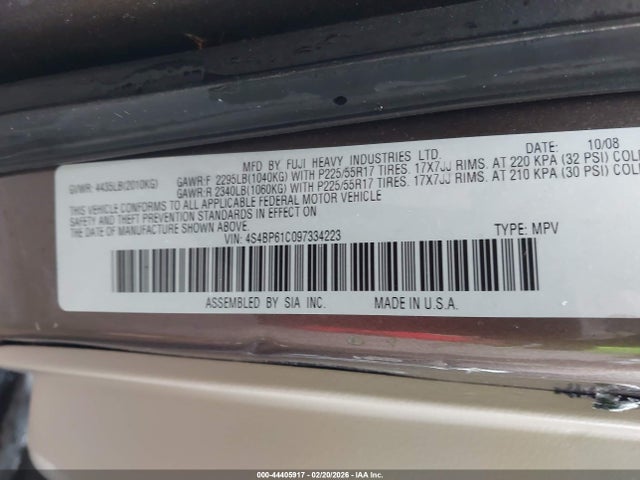 MFD. BY. FUJI HEAVY INDUSTRIES LTD. DATE: 10/08
GVWR: 4435LB(2010KG) GAWR:F 2295LB(1040KG) WITH P225/55R17 TIRES. 17X7JJ RIMS. AT 220 KPA (32 PSI) COL
GAWR:R 2340LB(1060KG) WITH P225/55R17 TIRES. 17X7JJ RIMS. AT 210 KPA (30 PSI) COL
THIS VEHICLE CONFORMS TO ALL APPLICABLE FEDERAL MOTOR VEHICLE
SAFETY AND THEFT PREVENTION STANDARDS IN EFFECT ON
THE DATE OF MANUFACTURE SHOWN ABOVE.
VIN: 4S4BP61C097334223 TYPE: MPV
ASSEMBLED BY SIA INC. MADE IN U.S.A.
000-44405917 - 02/20/2026 - IAA Inc.